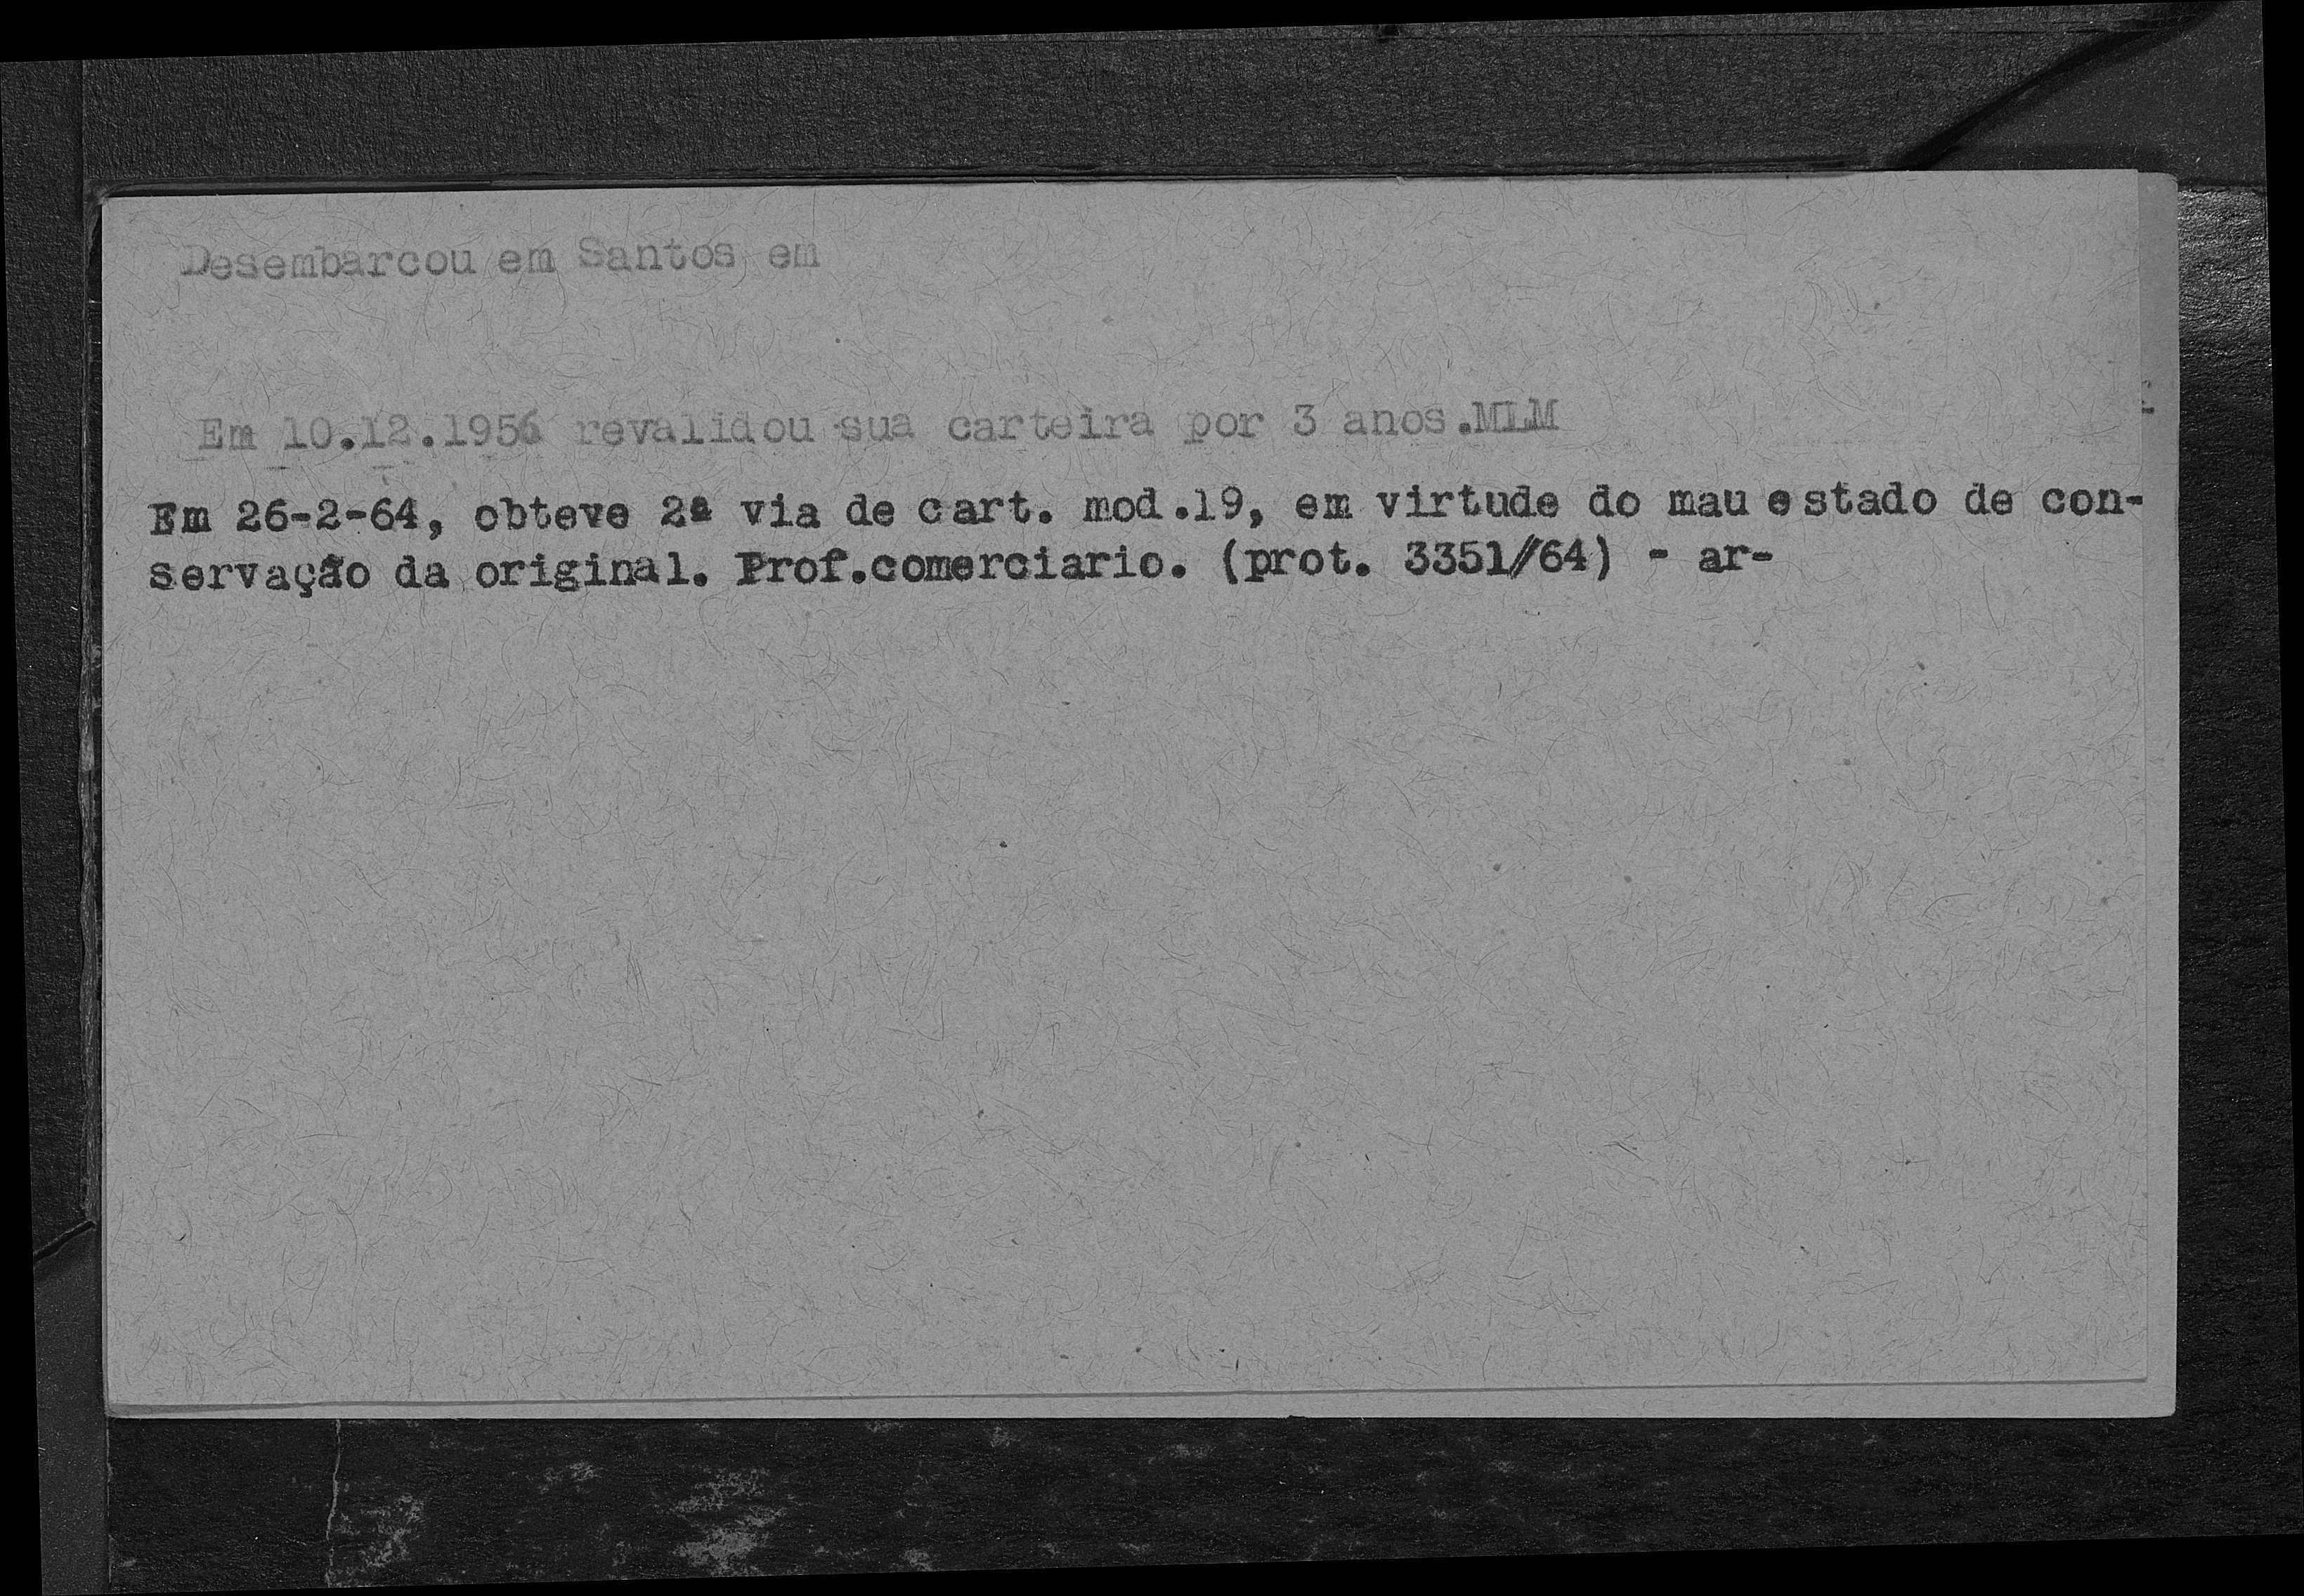 Desembarcou em Santos em
Em 10.12.1956 revalidou sua carteira por 3 anos.MLM
Em 26-2-64, obteve 2ª via de cart. mod.19, em virtude do mau estado de con-
servação da original. Prof.comerciario. (prot. 3351//64) - ar-